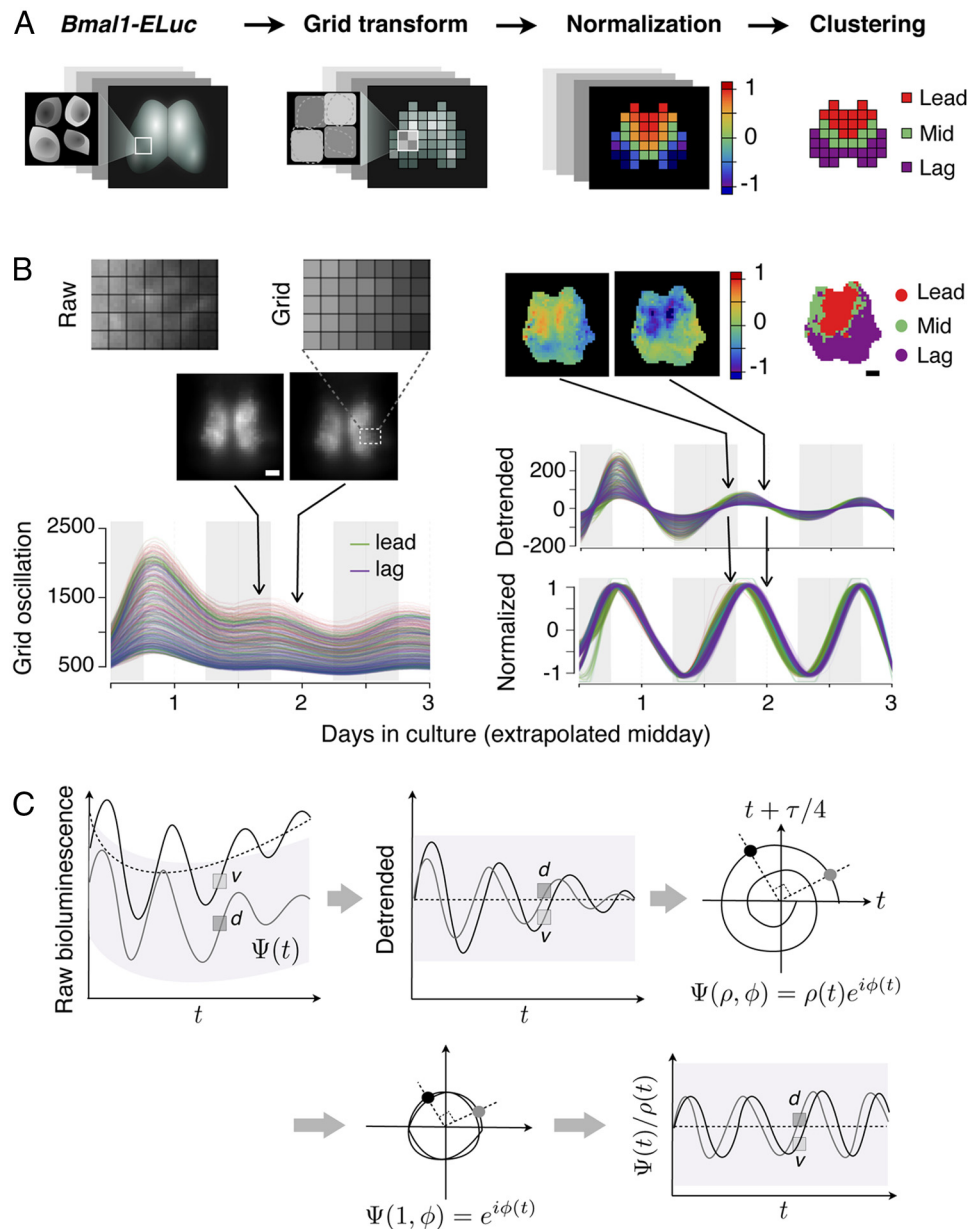 A
Bmal1-ELuc
Grid transform
Normalization
Clustering
1
0
-1
Lead
Mid
Lag
B
Raw
Grid
1
0
-1
Lead
Mid
Lag
Grid oscillation
2500
1500
500
lead
lag
1 2 3
Detrended
200
0
-200
Normalized
1
0
-1
1 2 3
Days in culture (extrapolated midday)
C
Raw bioluminescence
v
d
Ψ(t)
t
Detrended
d
v
t
t + τ/4
t
Ψ(ρ, ϕ) = ρ(t)e^{iϕ(t)}
Ψ(1, ϕ) = e^{iϕ(t)}
Ψ(t)/ρ(t)
d
v
t